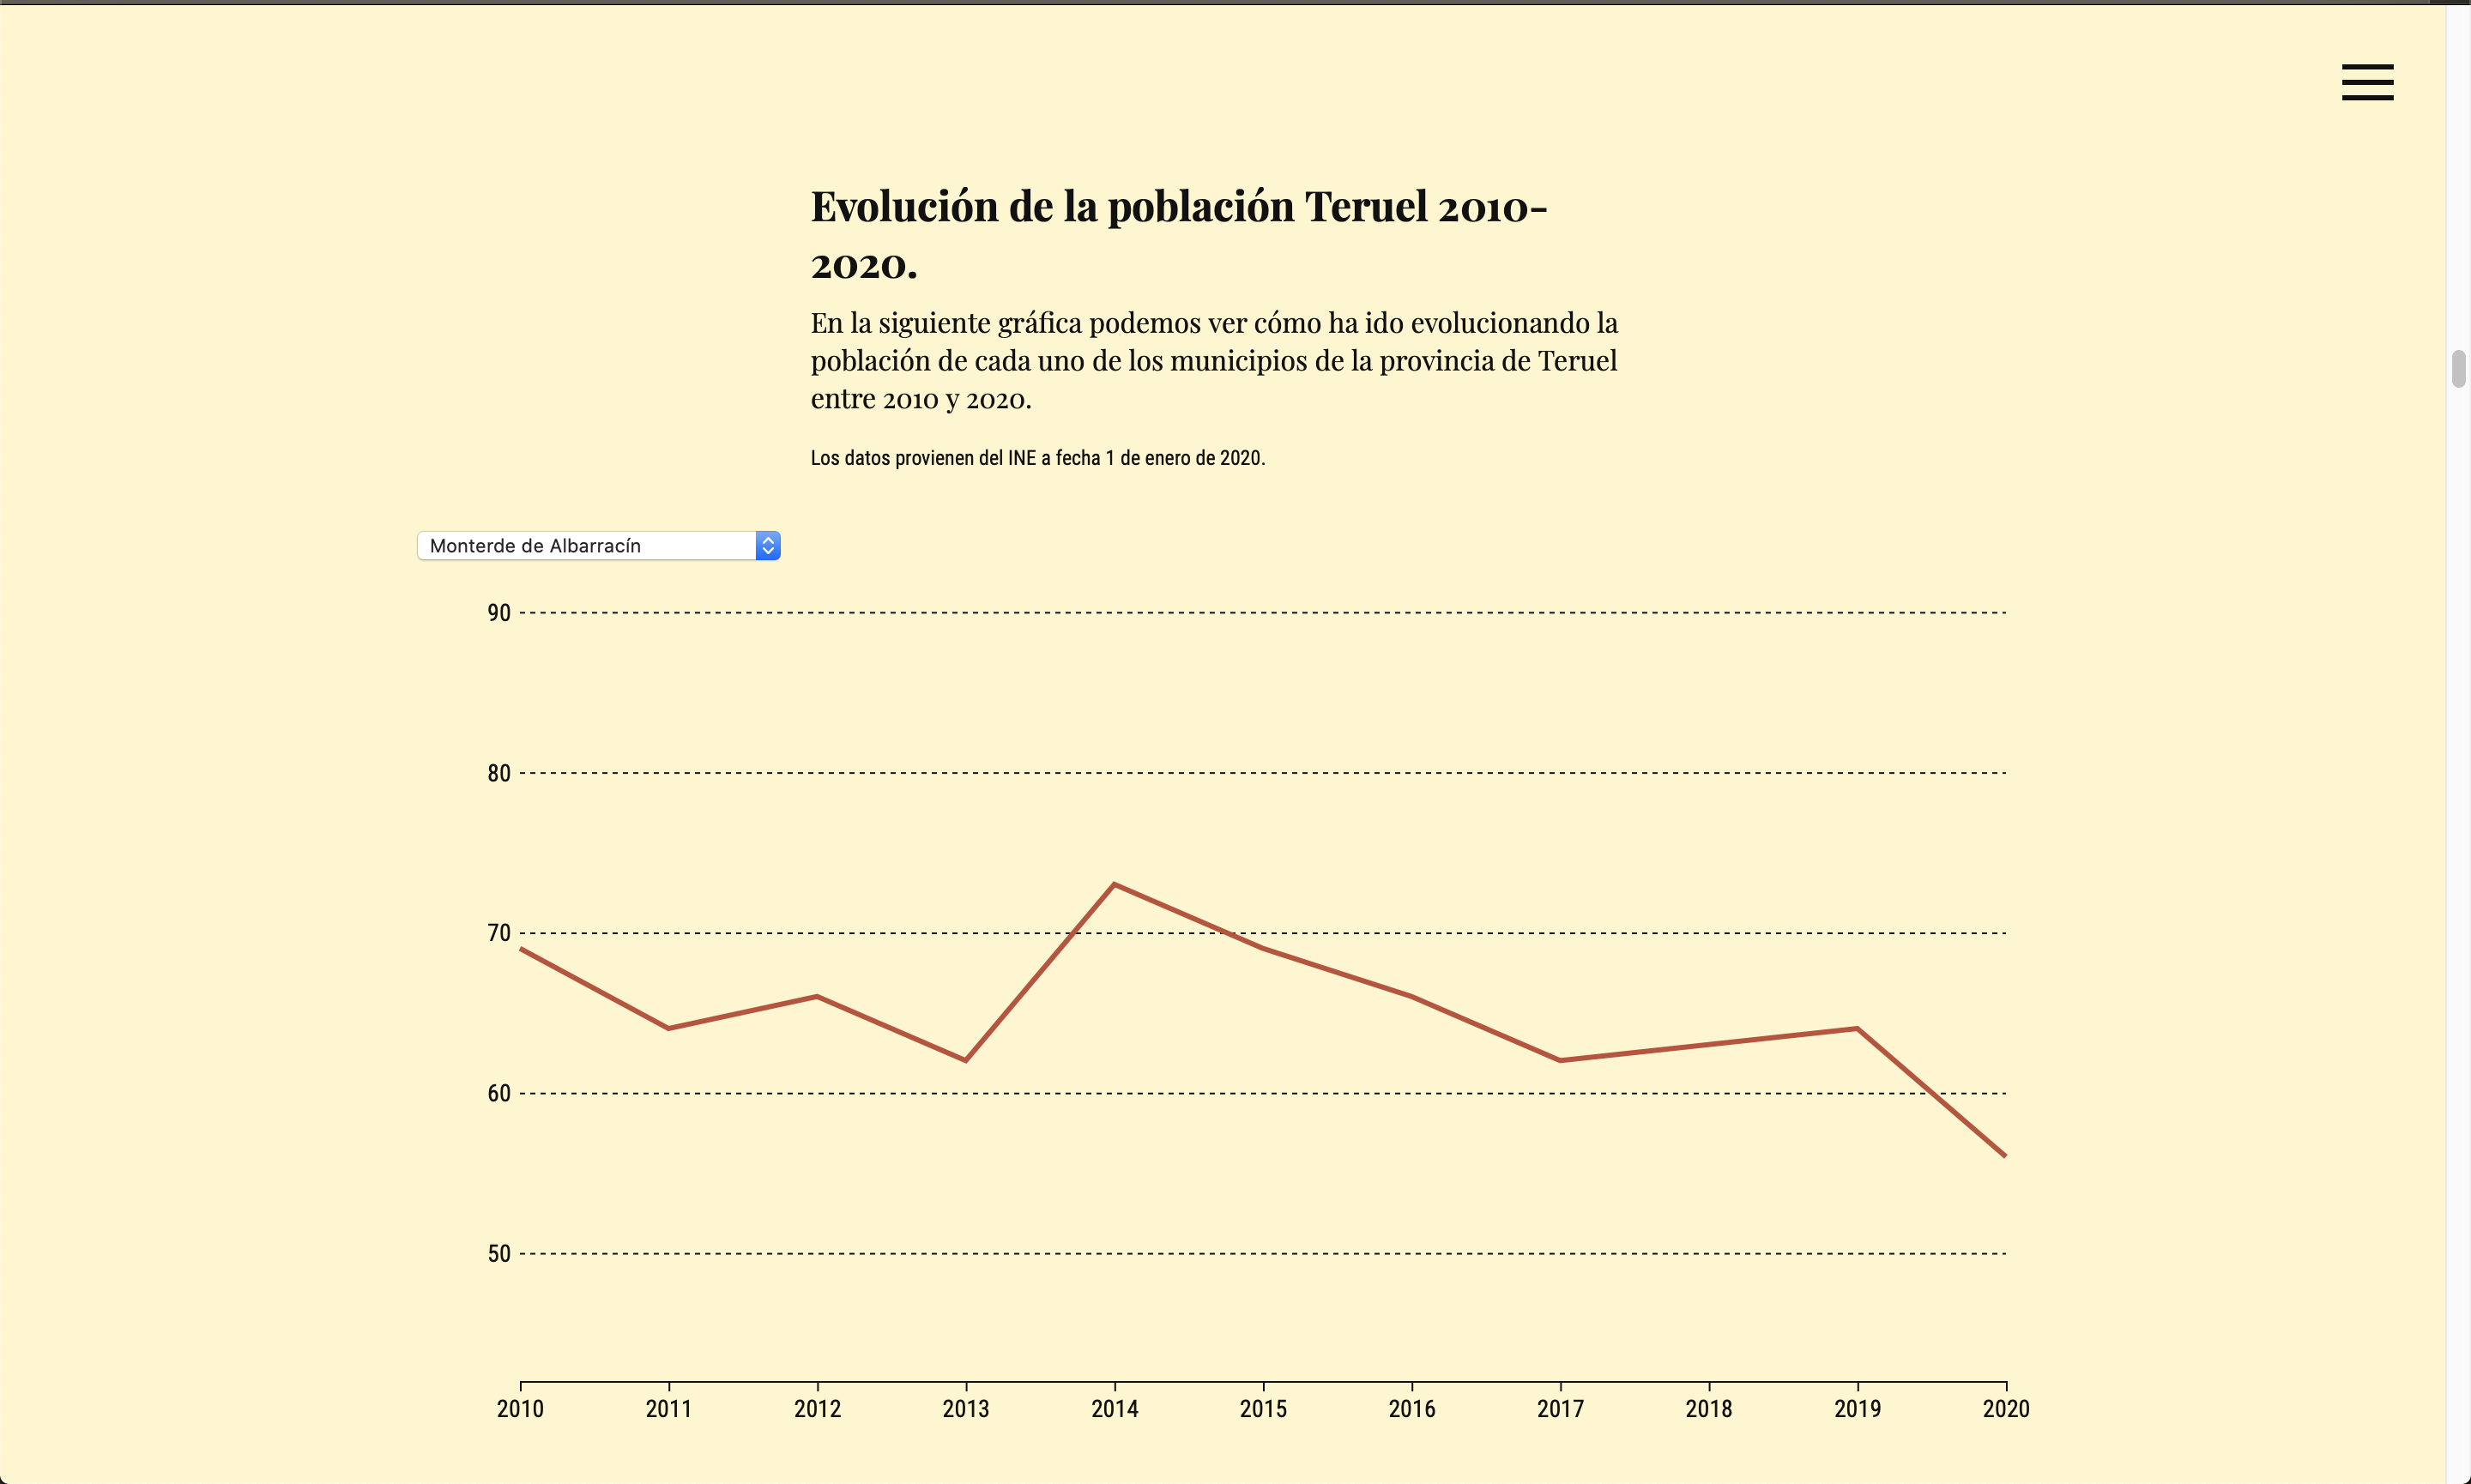 Evolución de la población Teruel 2010-
2020.
En la siguiente gráfica podemos ver cómo ha ido evolucionando la
población de cada uno de los municipios de la provincia de Teruel
entre 2010 y 2020.
Los datos provienen del INE a fecha 1 de enero de 2020.
Monterde de Albarracín
90
80
70
60
50
2010 2011 2012 2013 2014 2015 2016 2017 2018 2019 2020